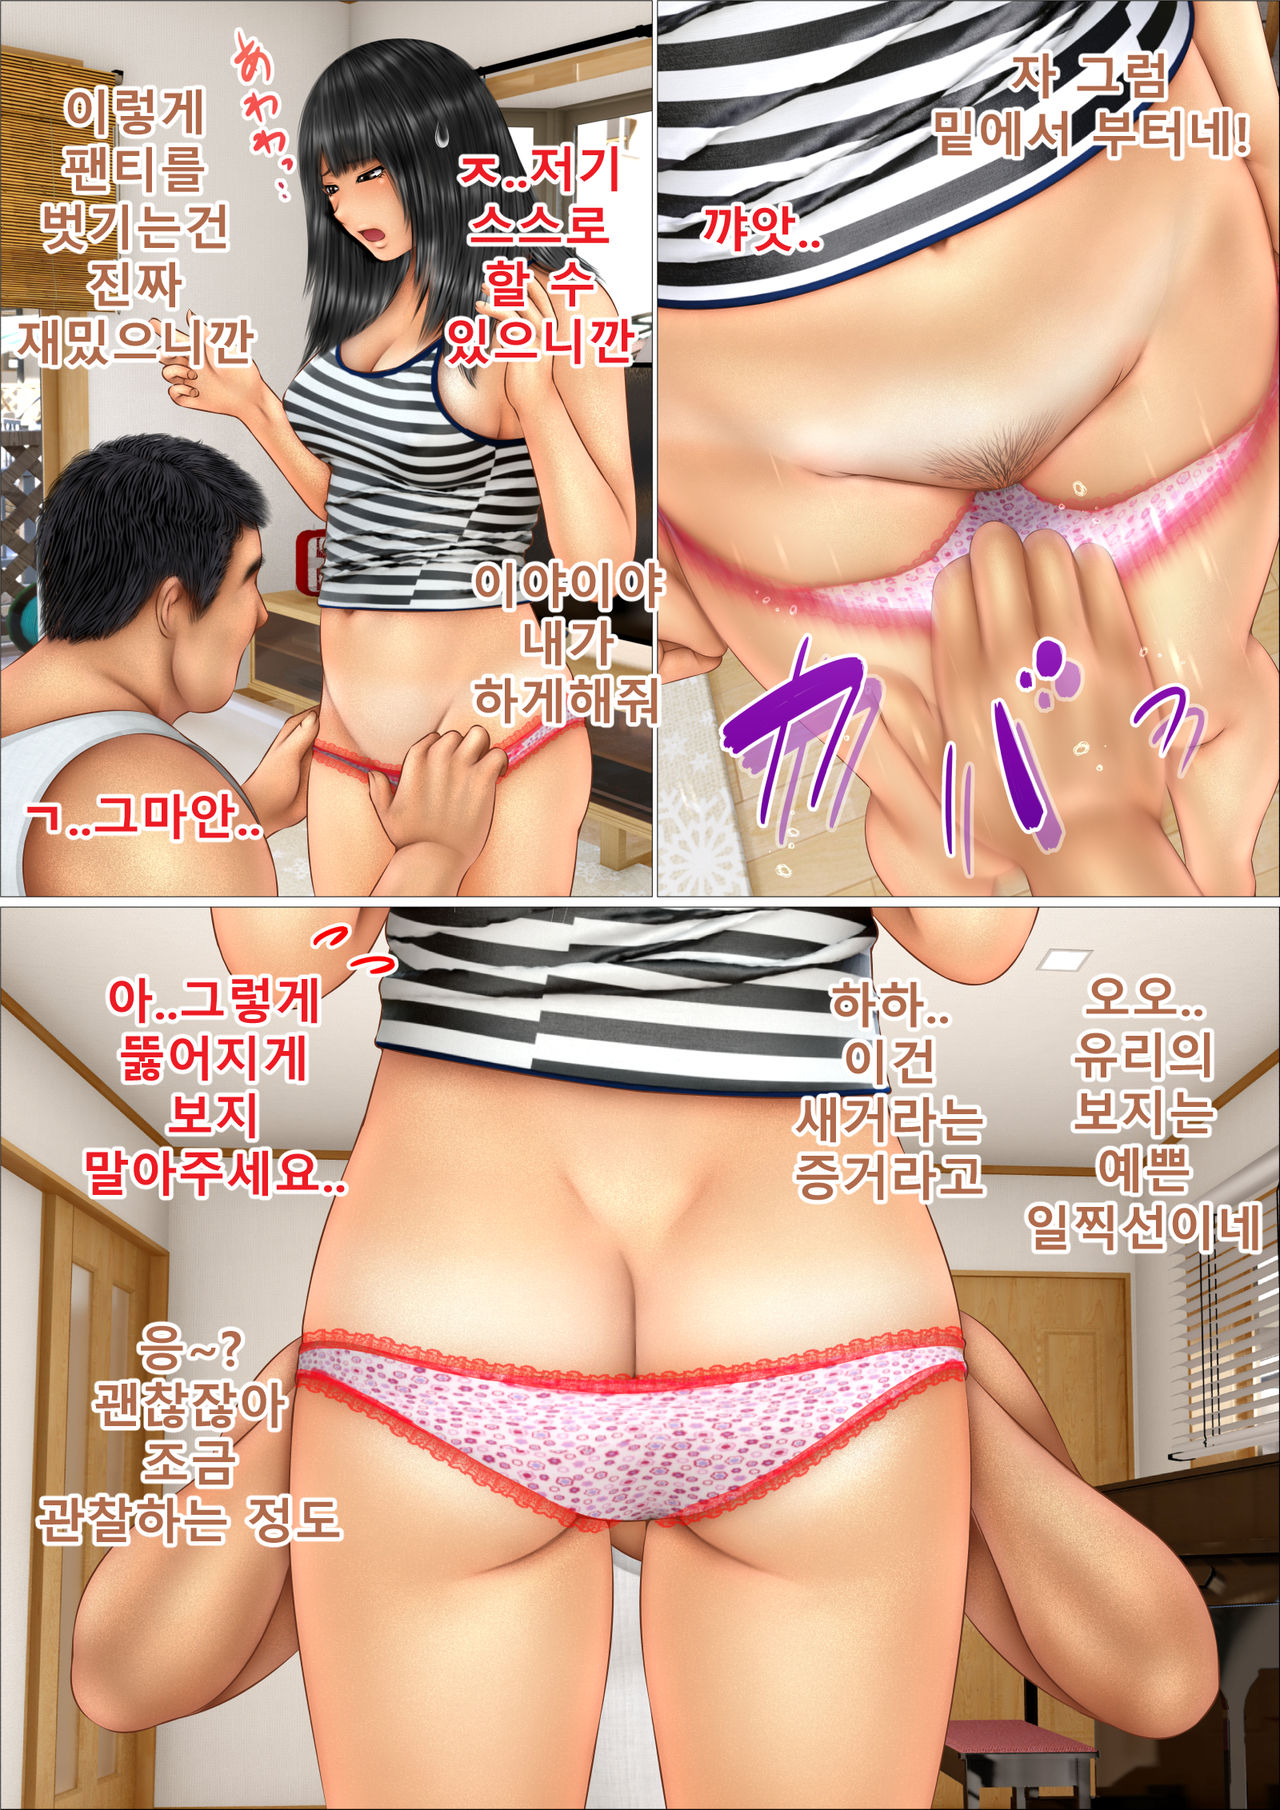 이렇게
팬티를
벗기는건
진짜
재밌으니깐
あわわっ…
ㅈ..저기
스스로
할 수
있으니깐
이야이야
내가
하게해줘
ㄱ..그마안..
자 그럼
밑에서 부터네!
꺄앗..
ガバッ
오오..
유리의
보지는
예쁜
일찍선이네
하하..
이건
새거라는
증거라고
아..그렇게
뚫어지게
보지
말아주세요..
응~?
괜찮잖아
조금
관찰하는 정도